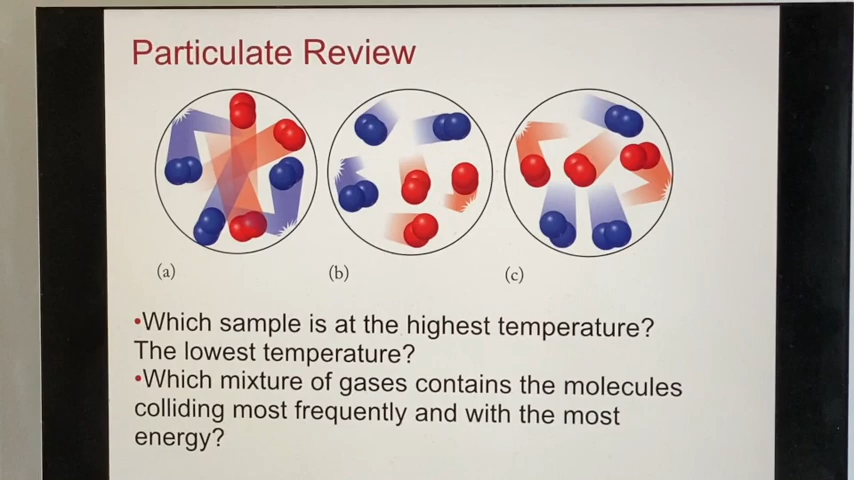 Particulate Review
(a)
(b)
(c)
•Which sample is at the highest temperature?
The lowest temperature?
•Which mixture of gases contains the molecules
colliding most frequently and with the most
energy?